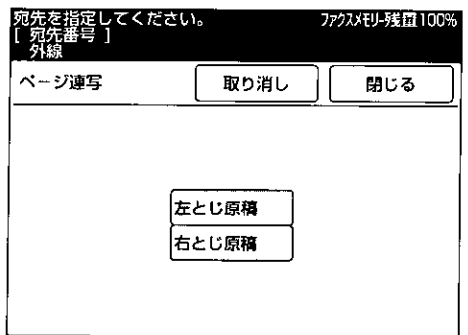 宛先を指定してください。 ファクスメモリー残量100%
[ 宛先番号 ]
外線
ページ連写 取り消し 閉じる
左とじ原稿
右とじ原稿